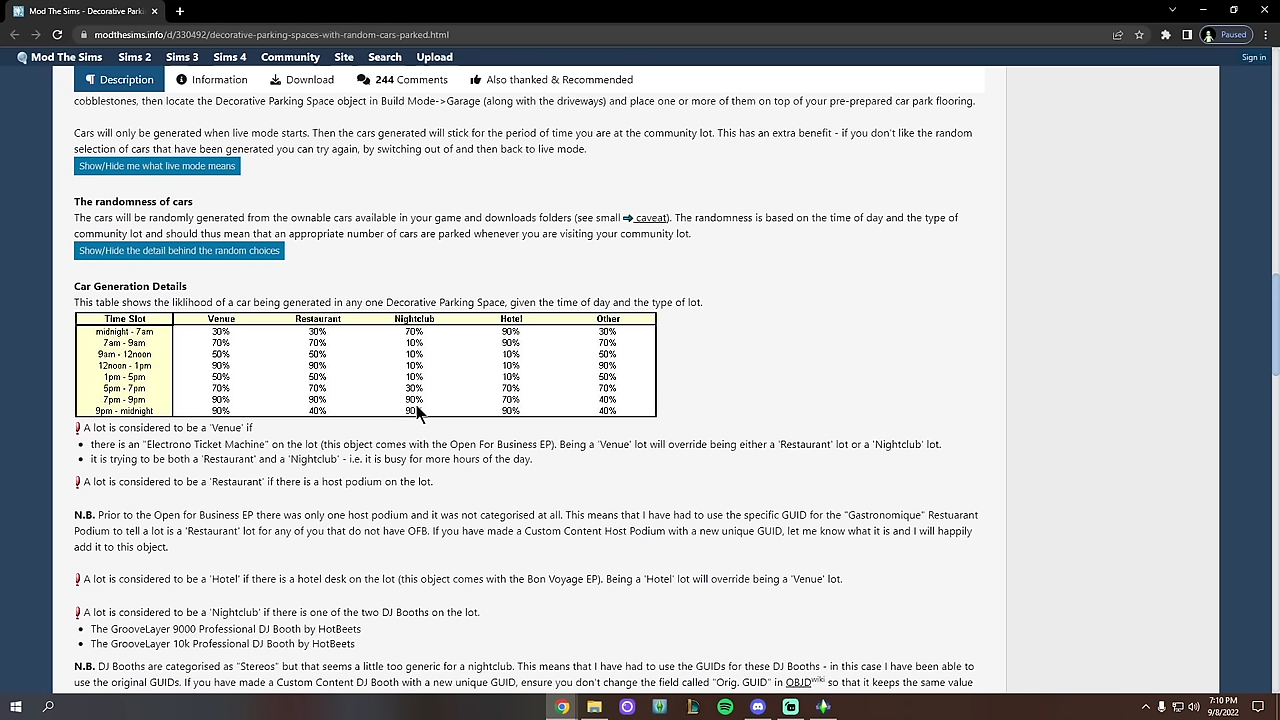 Mod The Sims - Decorative Parki
modthesims.info/d/330492/decorative-parking-spaces-with-random-cars-parked.html
Paused
Mod The Sims Sims 2 Sims 3 Sims 4 Community Site Search Upload Sign in
Description Information Download 244 Comments Also thanked & Recommended
cobblestones, then locate the Decorative Parking Space object in Build Mode->Garage (along with the driveways) and place one or more of them on top of your pre-prepared car park flooring.
Cars will only be generated when live mode starts. Then the cars generated will stick for the period of time you are at the community lot. This has an extra benefit - if you don't like the random
selection of cars that have been generated you can try again, by switching out of and then back to live mode.
Show/Hide me what live mode means
The randomness of cars
The cars will be randomly generated from the ownable cars available in your game and downloads folders (see small caveat). The randomness is based on the time of day and the type of
community lot and should thus mean that an appropriate number of cars are parked whenever you are visiting your community lot.
Show/Hide the detail behind the random choices
Car Generation Details
This table shows the liklihood of a car being generated in any one Decorative Parking Space, given the time of day and the type of lot.
Time Slot Venue Restaurant Nightclub Hotel Other
midnight - 7am 30% 30% 70% 90% 30%
7am - 9am 70% 70% 10% 90% 70%
9am - 12noon 50% 50% 10% 10% 50%
12noon - 1pm 90% 90% 10% 10% 90%
1pm - 5pm 50% 50% 10% 10% 50%
5pm - 7pm 70% 70% 30% 70% 70%
7pm - 9pm 90% 90% 90% 70% 40%
9pm - midnight 90% 40% 90% 90% 40%
A lot is considered to be a 'Venue' if
• there is an "Electrono Ticket Machine" on the lot (this object comes with the Open For Business EP). Being a 'Venue' lot will override being either a 'Restaurant' lot or a 'Nightclub' lot.
• it is trying to be both a 'Restaurant' and a 'Nightclub' - i.e. it is busy for more hours of the day.
A lot is considered to be a 'Restaurant' if there is a host podium on the lot.
N.B. Prior to the Open for Business EP there was only one host podium and it was not categorised at all. This means that I have had to use the specific GUID for the "Gastronomique" Restuarant
Podium to tell a lot is a 'Restaurant' lot for any of you that do not have OFB. If you have made a Custom Content Host Podium with a new unique GUID, let me know what it is and I will happily
add it to this object.
A lot is considered to be a 'Hotel' if there is a hotel desk on the lot (this object comes with the Bon Voyage EP). Being a 'Hotel' lot will override being a 'Venue' lot.
A lot is considered to be a 'Nightclub' if there is one of the two DJ Booths on the lot.
• The GrooveLayer 9000 Professional DJ Booth by HotBeets
• The GrooveLayer 10k Professional DJ Booth by HotBeets
N.B. DJ Booths are categorised as "Stereos" but that seems a little too generic for a nightclub. This means that I have had to use the GUIDs for these DJ Booths - in this case I have been able to
use the original GUIDs. If you have made a Custom Content DJ Booth with a new unique GUID, ensure you don't change the field called "Orig. GUID" in OBJD wiki so that it keeps the same value
7:10 PM
9/8/2022